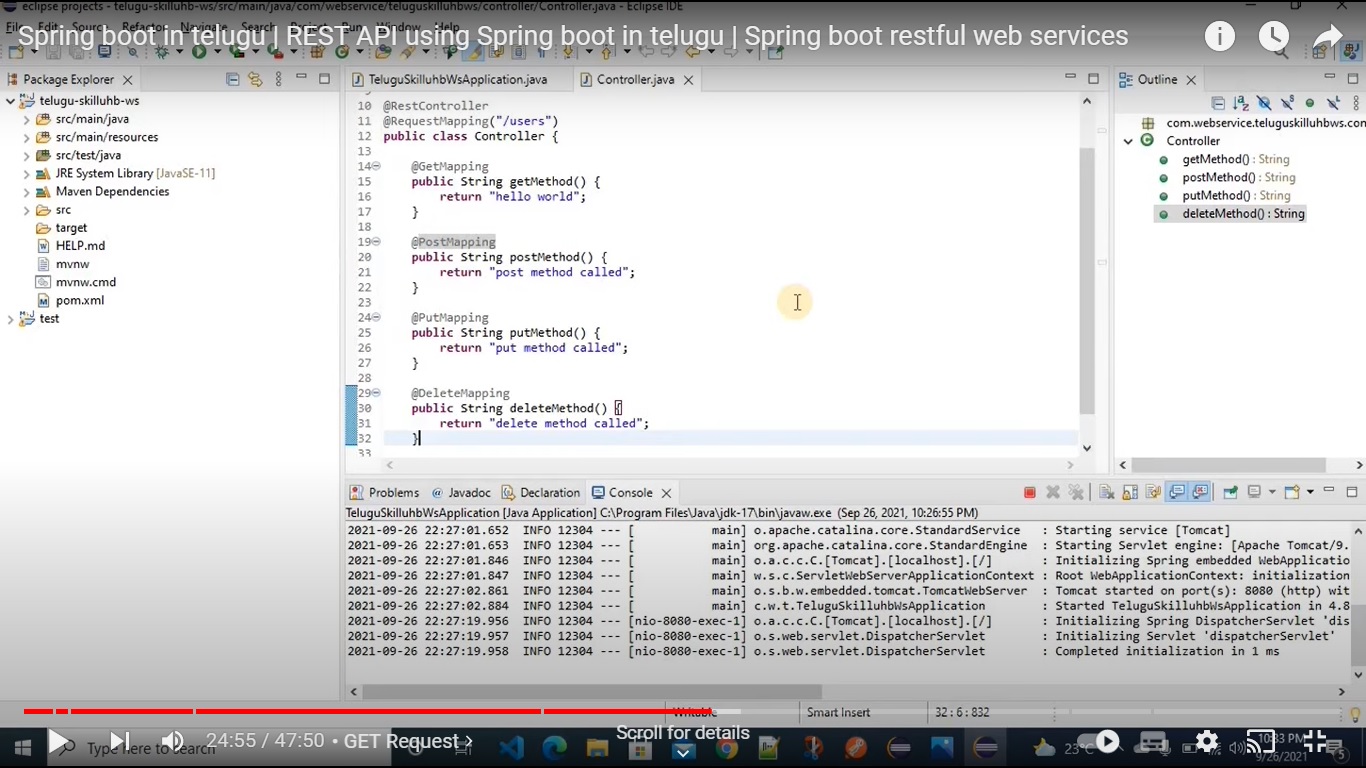 eclipse projects - telugu-skilluhb-ws/src/main/java/com/webservice/teluguskilluhbws/controller/Controller.java - Eclipse IDE
File Edit Source Refactor Navigate Search Project Run Window Help
Spring boot in telugu | REST API using Spring boot in telugu | Spring boot restful web services
Package Explorer
telugu-skilluhb-ws
src/main/java
src/main/resources
src/test/java
JRE System Library [JavaSE-11]
Maven Dependencies
src
target
HELP.md
mvnw
mvnw.cmd
pom.xml
test
TeluguSkilluhbWsApplication.java
Controller.java
10 @RestController
11 @RequestMapping("/users")
12 public class Controller {
13
14 @GetMapping
15 public String getMethod() {
16 return "hello world";
17 }
18
19 @PostMapping
20 public String postMethod() {
21 return "post method called";
22 }
23
24 @PutMapping
25 public String putMethod() {
26 return "put method called";
27 }
28
29 @DeleteMapping
30 public String deleteMethod() {
31 return "delete method called";
32 }
33
Outline
com.webservice.teluguskilluhbws.con
Controller
getMethod() : String
postMethod() : String
putMethod() : String
deleteMethod() : String
Problems @ Javadoc Declaration Console
TeluguSkilluhbWsApplication [Java Application] C:\Program Files\Java\jdk-17\bin\javaw.exe (Sep 26, 2021, 10:26:55 PM)
2021-09-26 22:27:01.652 INFO 12304 --- [ main] o.apache.catalina.core.StandardService : Starting service [Tomcat]
2021-09-26 22:27:01.653 INFO 12304 --- [ main] org.apache.catalina.core.StandardEngine : Starting Servlet engine: [Apache Tomcat/9.
2021-09-26 22:27:01.846 INFO 12304 --- [ main] o.a.c.c.C.[Tomcat].[localhost].[/] : Initializing Spring embedded WebApplicatio
2021-09-26 22:27:01.847 INFO 12304 --- [ main] w.s.c.ServletWebServerApplicationContext : Root WebApplicationContext: initialization
2021-09-26 22:27:02.861 INFO 12304 --- [ main] o.s.b.w.embedded.tomcat.TomcatWebServer : Tomcat started on port(s): 8080 (http) wit
2021-09-26 22:27:02.884 INFO 12304 --- [ main] c.w.t.TeluguSkilluhbWsApplication : Started TeluguSkilluhbWsApplication in 4.8
2021-09-26 22:27:19.956 INFO 12304 --- [nio-8080-exec-1] o.a.c.c.C.[Tomcat].[localhost].[/] : Initializing Spring DispatcherServlet 'dis
2021-09-26 22:27:19.957 INFO 12304 --- [nio-8080-exec-1] o.s.web.servlet.DispatcherServlet : Initializing Servlet 'dispatcherServlet'
2021-09-26 22:27:19.958 INFO 12304 --- [nio-8080-exec-1] o.s.web.servlet.DispatcherServlet : Completed initialization in 1 ms
Writable Smart Insert 32 : 6 : 832
Type here to search
24:55 / 47:50 • GET Request
Scroll for details
23°C
10:33 PM
9/26/2021
5